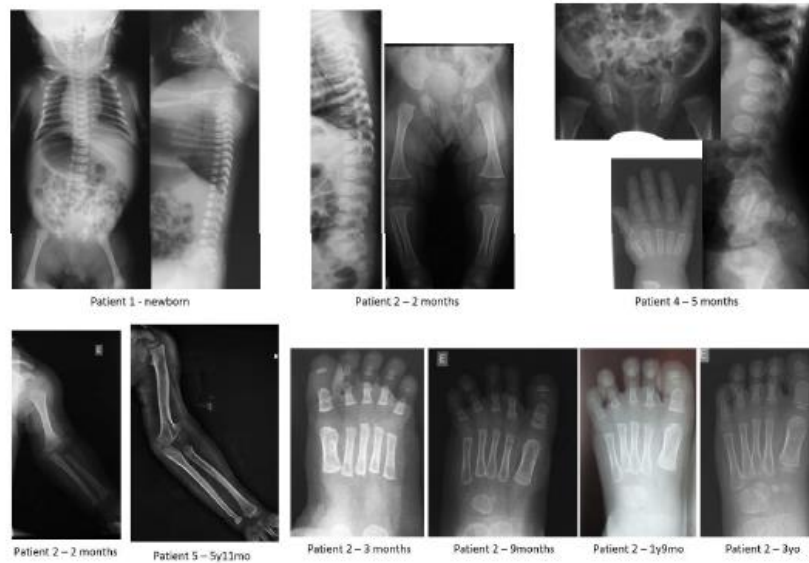 Patient 1 - newborn
Patient 2 – 2 months
Patient 4 – 5 months
E
Patient 2 – 2 months
Patient 5 – 5y11mo
Patient 2 – 3 months
E
Patient 2 – 9months
Patient 2 – 1y9mo
E
Patient 2 – 3yo